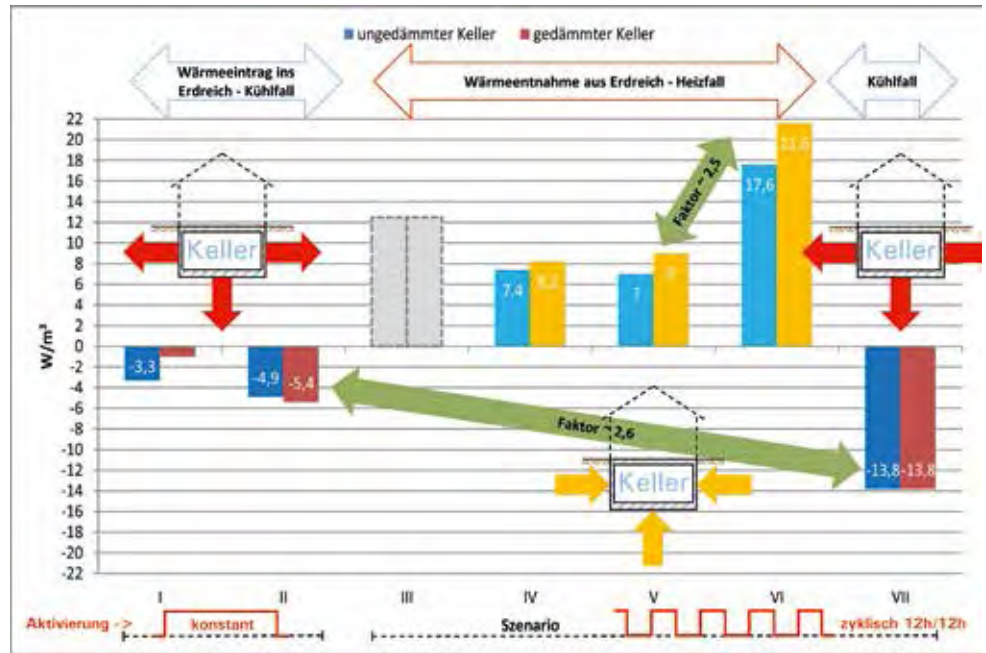 ungedämmter Keller
gedämmter Keller
Wärmeeintrag ins
Erdreich - Kühlfall
Wärmeentnahme aus Erdreich - Heizfall
Kühlfall
W/m²
22
20
18
16
14
12
10
8
6
4
2
0
-2
-4
-6
-8
-10
-12
-14
-16
-18
-20
-22
Keller
Keller
Keller
Faktor ~ 2,5
Faktor ~ 2,6
-3,3
-4,9
-5,4
7,4
8,2
7
9
17,6
21,6
-13,8
-13,8
I
II
III
IV
V
VI
VII
Aktivierung ->
konstant
Szenario
zyklisch 12h/12h